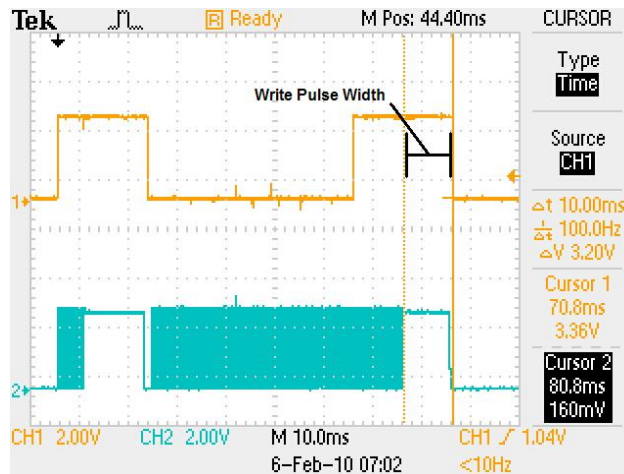 Tek
R Ready
M Pos: 44.40ms
CURSOR
Type
Time
Write Pulse Width
Source
CH1
1
Δt 10.00ms
1/Δt 100.0Hz
ΔV 3.20V
Cursor 1
70.8ms
3.36V
Cursor 2
80.8ms
160mV
2
CH1 2.00V
CH2 2.00V
M 10.0ms
CH1 / 1.04V
6-Feb-10 07:02
<10Hz